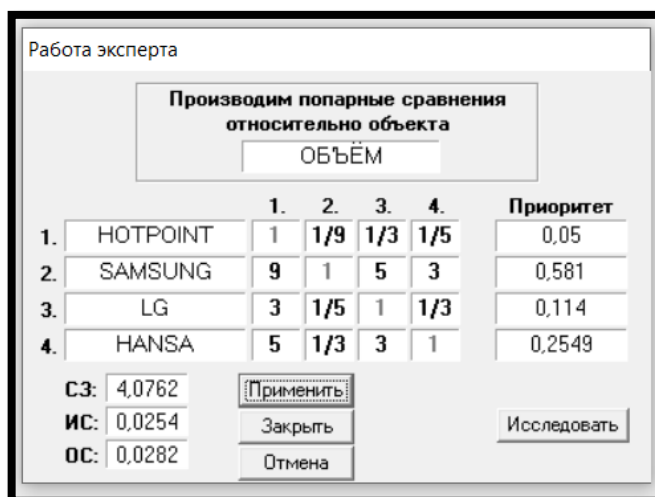 Работа эксперта
Производим попарные сравнения
относительно объекта
ОБЪЁМ
1. 2. 3. 4. Приоритет
1. HOTPOINT 1 1/9 1/3 1/5 0,05
2. SAMSUNG 9 1 5 3 0,581
3. LG 3 1/5 1 1/3 0,114
4. HANSA 5 1/3 3 1 0,2549
СЗ: 4,0762 Применить
ИС: 0,0254 Закрыть Исследовать
ОС: 0,0282 Отмена